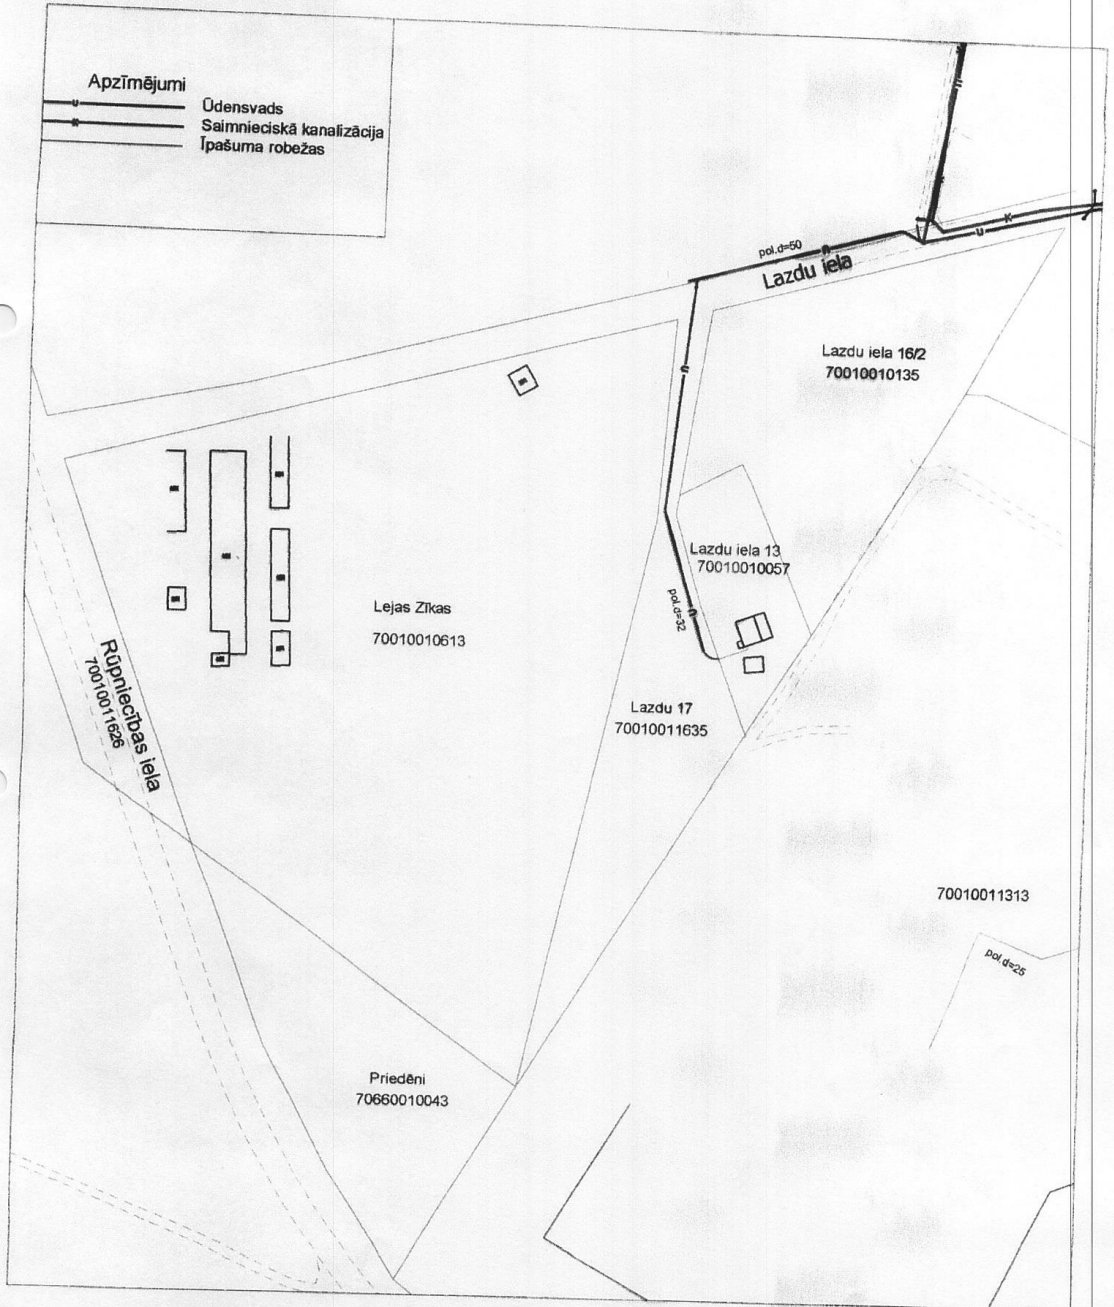 Apzīmējumi
u
Ūdensvads
K
Saimnieciskā kanalizācija
Īpašuma robežas
pol.d=50
Lazdu iela
K
u
Lazdu iela 16/2
70010010135
Lazdu iela 13
70010010057
pol.d=32
Lejas Zīkas
70010010613
Lazdu 17
70010011635
Rūpniecības iela
70010011626
70010011313
pol.d=25
Priedēni
70660010043